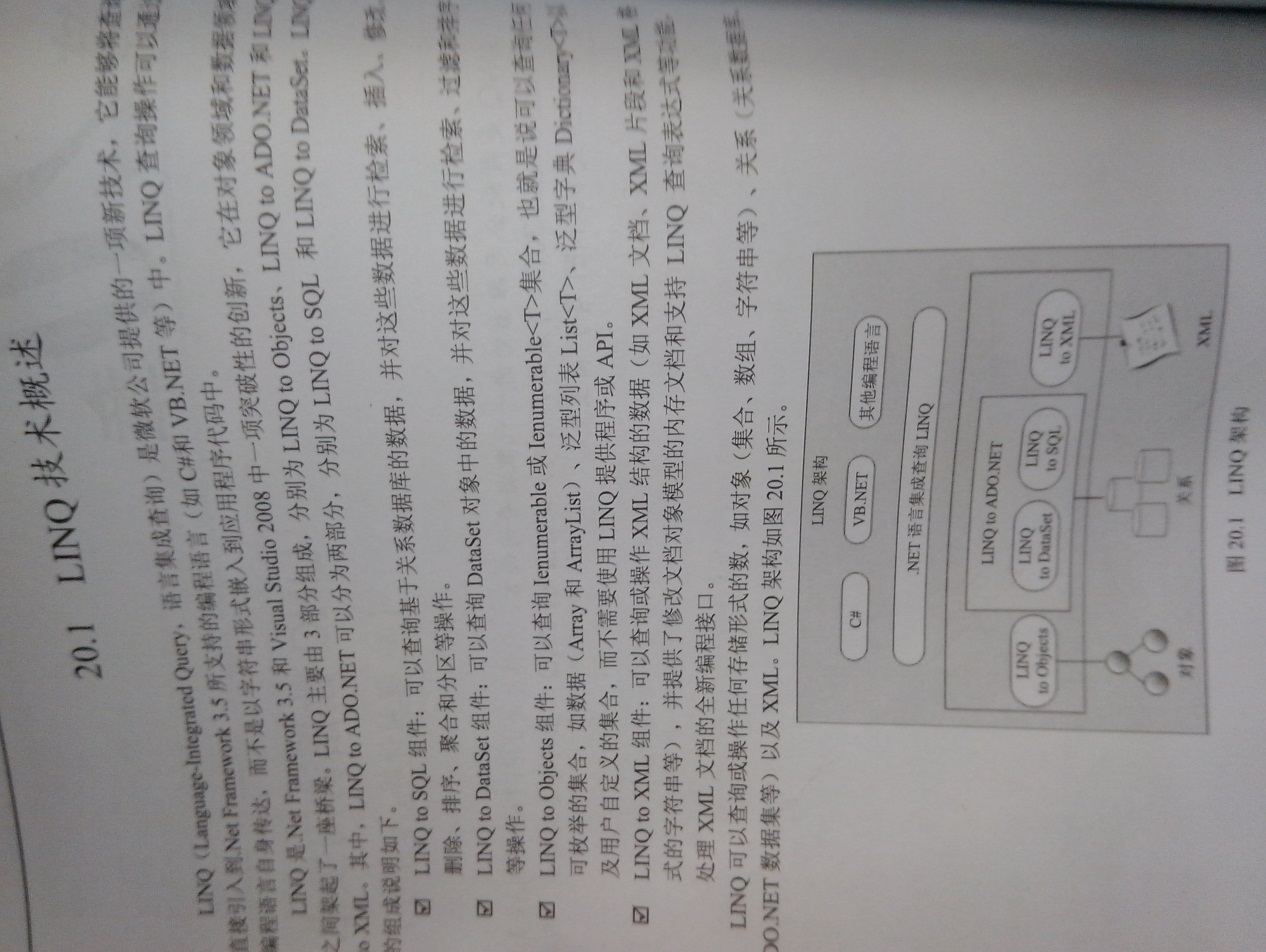 20.1 LINQ 技术概述
LINQ（Language-Integrated Query，语言集成查询）是微软公司提供的一项新技术，它能够将查询
直接引入到.Net Framework 3.5 所支持的编程语言（如 C#和 VB.NET 等）中。LINQ 查询操作可以通过
编程语言自身传达，而不是以字符串形式嵌入到应用程序代码中。
LINQ 是.Net Framework 3.5 和 Visual Studio 2008 中一项突破性的创新，它在对象领域和数据领域
之间架起了一座桥梁。LINQ 主要由 3 部分组成，分别为 LINQ to Objects、LINQ to ADO.NET 和 LINQ
to XML。其中，LINQ to ADO.NET 可以分为两部分，分别为 LINQ to SQL 和 LINQ to DataSet。LINQ
的组成说明如下。
☑ LINQ to SQL 组件：可以查询基于关系数据库的数据，并对这些数据进行检索、插入、修改、
删除、排序、聚合和分区等操作。
☑ LINQ to DataSet 组件：可以查询 DataSet 对象中的数据，并对这些数据进行检索、过滤和排序
等操作。
☑ LINQ to Objects 组件：可以查询 Ienumerable 或 Ienumerable<T>集合，也就是说可以查询任何
可枚举的集合，如数据（Array 和 ArrayList）、泛型列表 List<T>、泛型字典 Dictionary<T>以
及用户自定义的集合，而不需要使用 LINQ 提供程序或 API。
☑ LINQ to XML 组件：可以查询或操作 XML 结构的数据（如 XML 文档、XML 片段和 XML 格
式的字符串等），并提供了修改文档对象模型的内存文档和支持 LINQ 查询表达式等功能，
处理 XML 文档的全新编程接口。
LINQ 可以查询或操作任何存储形式的数，如对象（集合、数组、字符串等）、关系（关系数据库、
DO.NET 数据集等）以及 XML。LINQ 架构如图 20.1 所示。
LINQ 架构
C# VB.NET 其他编程语言
.NET 语言集成查询 LINQ
LINQ to ADO.NET
LINQ to Objects
LINQ to DataSet
LINQ to SQL
LINQ to XML
对象 关系 XML
图 20.1 LINQ 架构